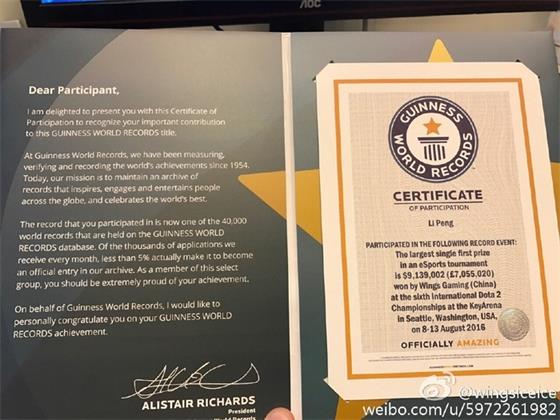 AOC
Dear Participant,
I am delighted to present you with this Certificate of
Participation to recognize your important contribution
to this GUINNESS WORLD RECORDS title.
At Guinness World Records, we have been measuring,
verifying and recording the world's achievements since 1954.
Today, our mission is to maintain an archive of
records that inspires, engages and entertains people
across the globe, and celebrates the world's best.
The record that you participated in is now one of the 40,000
world records that are held on the GUINNESS WORLD
RECORDS database. Of the thousands of applications we
receive every month, less than 5% actually make it to become
an official entry in our archive. As a member of this select
group, you should be extremely proud of your achievement.
On behalf of Guinness World Records, I would like to
personally congratulate you on your GUINNESS WORLD
RECORDS achievement.
ALISTAIR RICHARDS
President
World Records
GUINNESS
WORLD RECORDS
CERTIFICATE
OF PARTICIPATION
Li Peng
PARTICIPATED IN THE FOLLOWING RECORD EVENT:
The largest single first prize
in an eSports tournament
is $9,139,002 (£7,055,020)
won by Wings Gaming (China)
at the sixth International Dota 2
Championships at the KeyArena
in Seattle, Washington, USA,
on 8-13 August 2016
OFFICIALLY AMAZING
@wingsiceice
weibo.com/u/5972261982